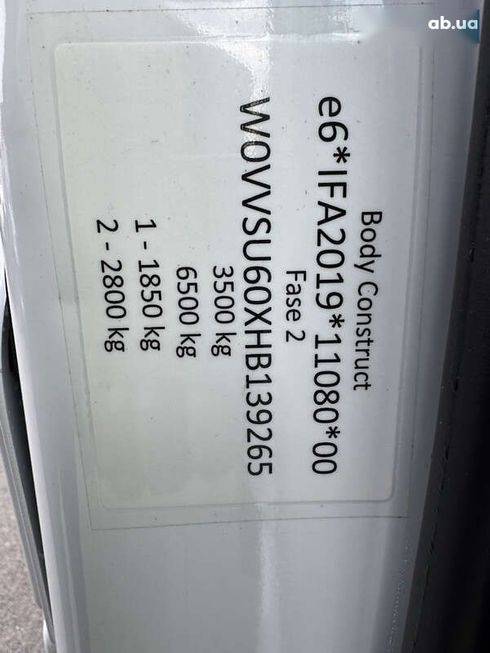 ab.ua
Body Construct
e6*IFA2019*11080*00
Fase 2
WOVVSU60XHB139265
3500 kg
6500 kg
1 - 1850 kg
2 - 2800 kg